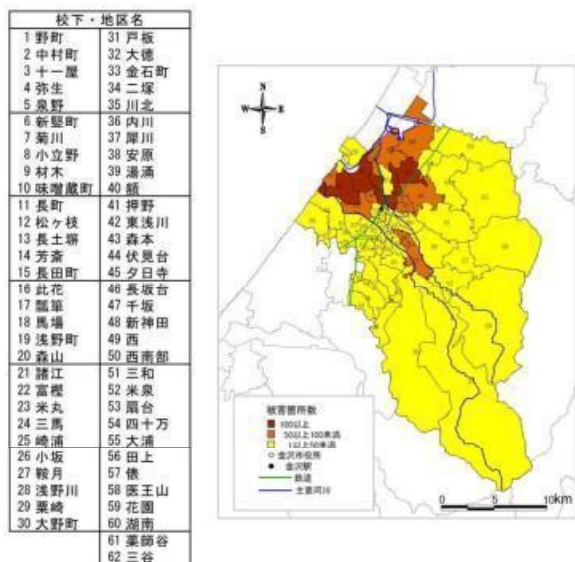 校下・地区名
1 野町 31 戸板
2 中村町 32 大徳
3 十一屋 33 金石町
4 弥生 34 二塚
5 泉野 35 川北
6 新竪町 36 内川
7 菊川 37 犀川
8 小立野 38 安原
9 材木 39 湯涌
10 味噌蔵町 40 額
11 長町 41 押野
12 松ヶ枝 42 東浅川
13 長土塀 43 森本
14 芳斎 44 伏見台
15 長田町 45 夕日寺
16 此花 46 長坂台
17 瓢箪 47 千坂
18 馬場 48 新神田
19 浅野町 49 西
20 森山 50 西南部
21 諸江 51 三和
22 富樫 52 米泉
23 米丸 53 扇台
24 三馬 54 四十万
25 崎浦 55 大浦
26 小坂 56 田上
27 鞍月 57 俵
28 浅野川 58 医王山
29 粟崎 59 花園
30 大野町 60 湖南
61 薬師谷
62 三谷
N
W E
S
被害箇所数
100以上
50以上100未満
1以上50未満
金沢市役所
金沢駅
鉄道
主要河川
0 5 10km